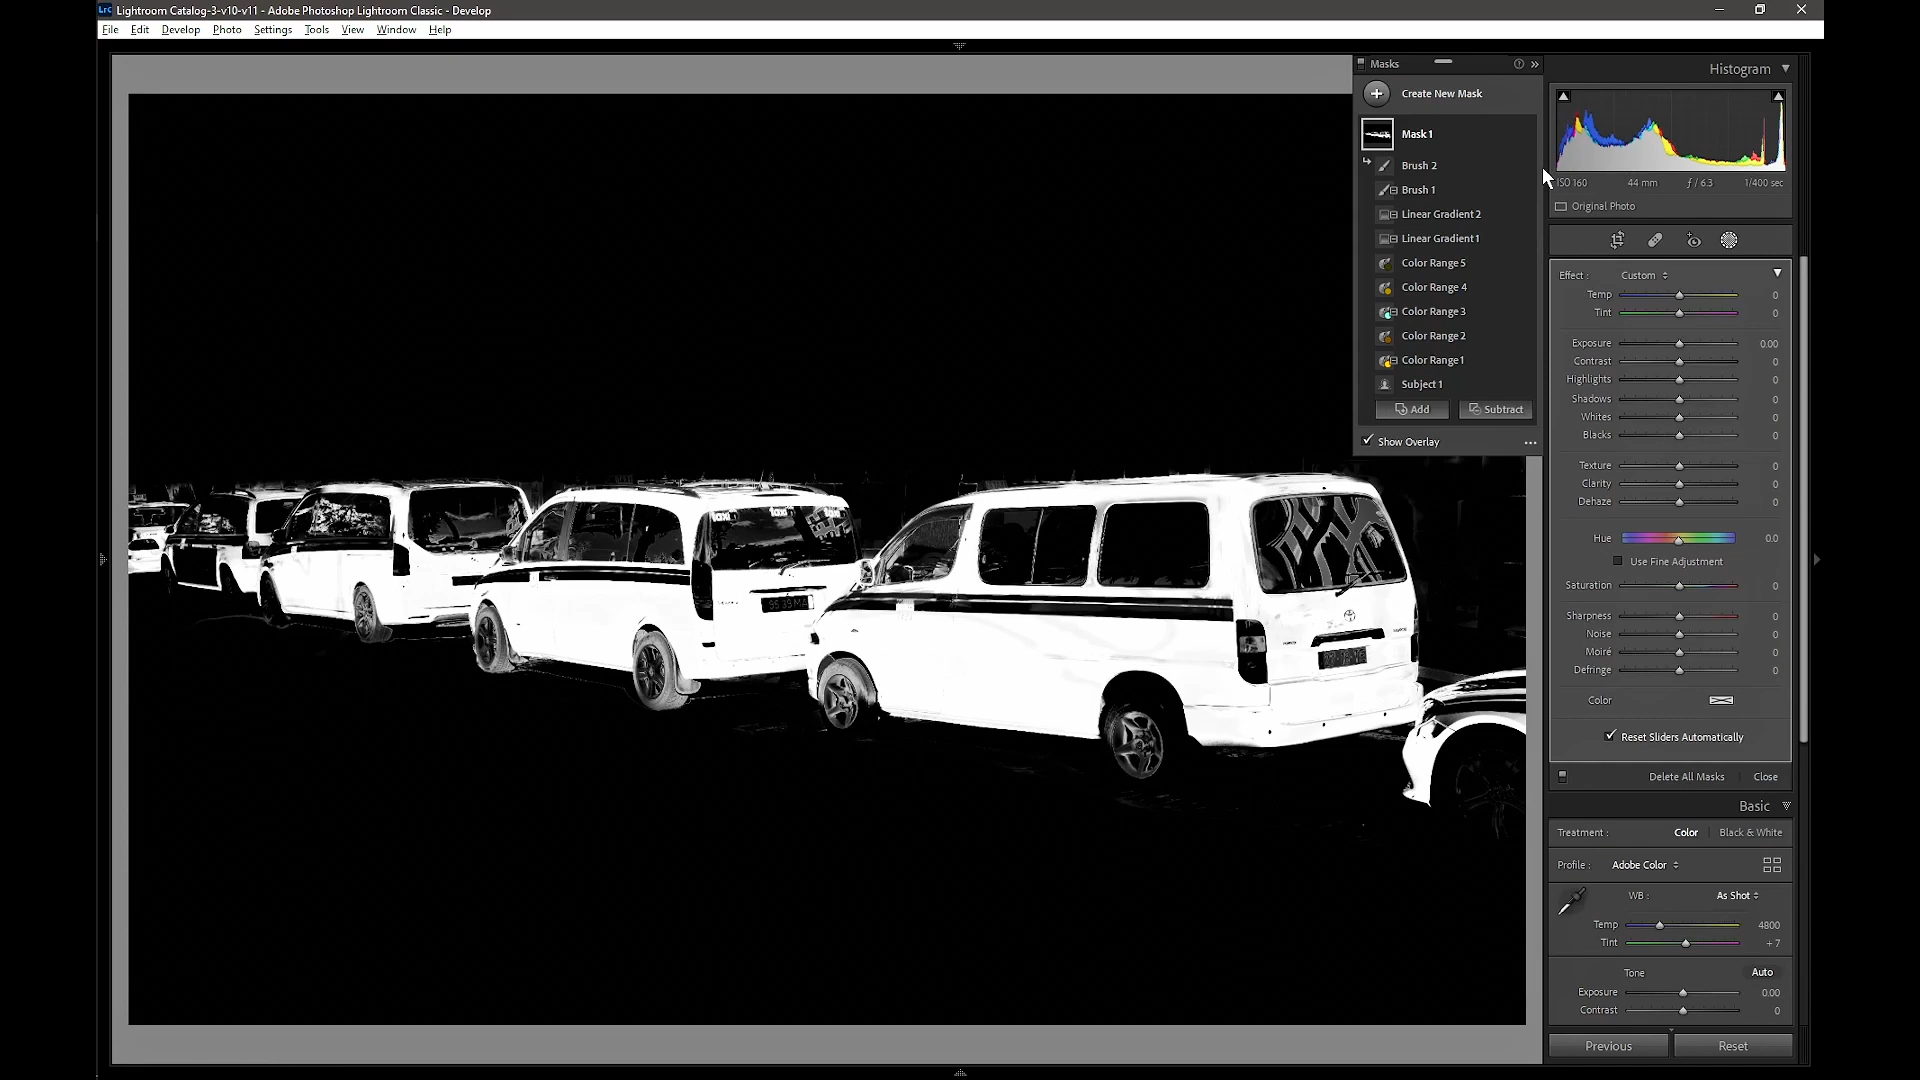 Lrc Lightroom Catalog-3-v10-v11 - Adobe Photoshop Lightroom Classic - Develop
File Edit Develop Photo Settings Tools View Window Help
Masks
Create New Mask
Mask 1
Brush 2
Brush 1
Linear Gradient 2
Linear Gradient 1
Color Range 5
Color Range 4
Color Range 3
Color Range 2
Color Range 1
Subject 1
Add Subtract
Show Overlay
Histogram
ISO 160 44 mm ƒ / 6.3 1/400 sec
Original Photo
Effect : Custom
Temp 0
Tint 0
Exposure 0.00
Contrast 0
Highlights 0
Shadows 0
Whites 0
Blacks 0
Texture 0
Clarity 0
Dehaze 0
Hue 0.0
Use Fine Adjustment
Saturation 0
Sharpness 0
Noise 0
Moiré 0
Defringe 0
Color
Reset Sliders Automatically
Delete All Masks Close
Basic
Treatment : Color Black & White
Profile : Adobe Color
WB : As Shot
Temp 4800
Tint + 7
Tone Auto
Exposure 0.00
Contrast 0
Previous Reset
taxi taxi taxi